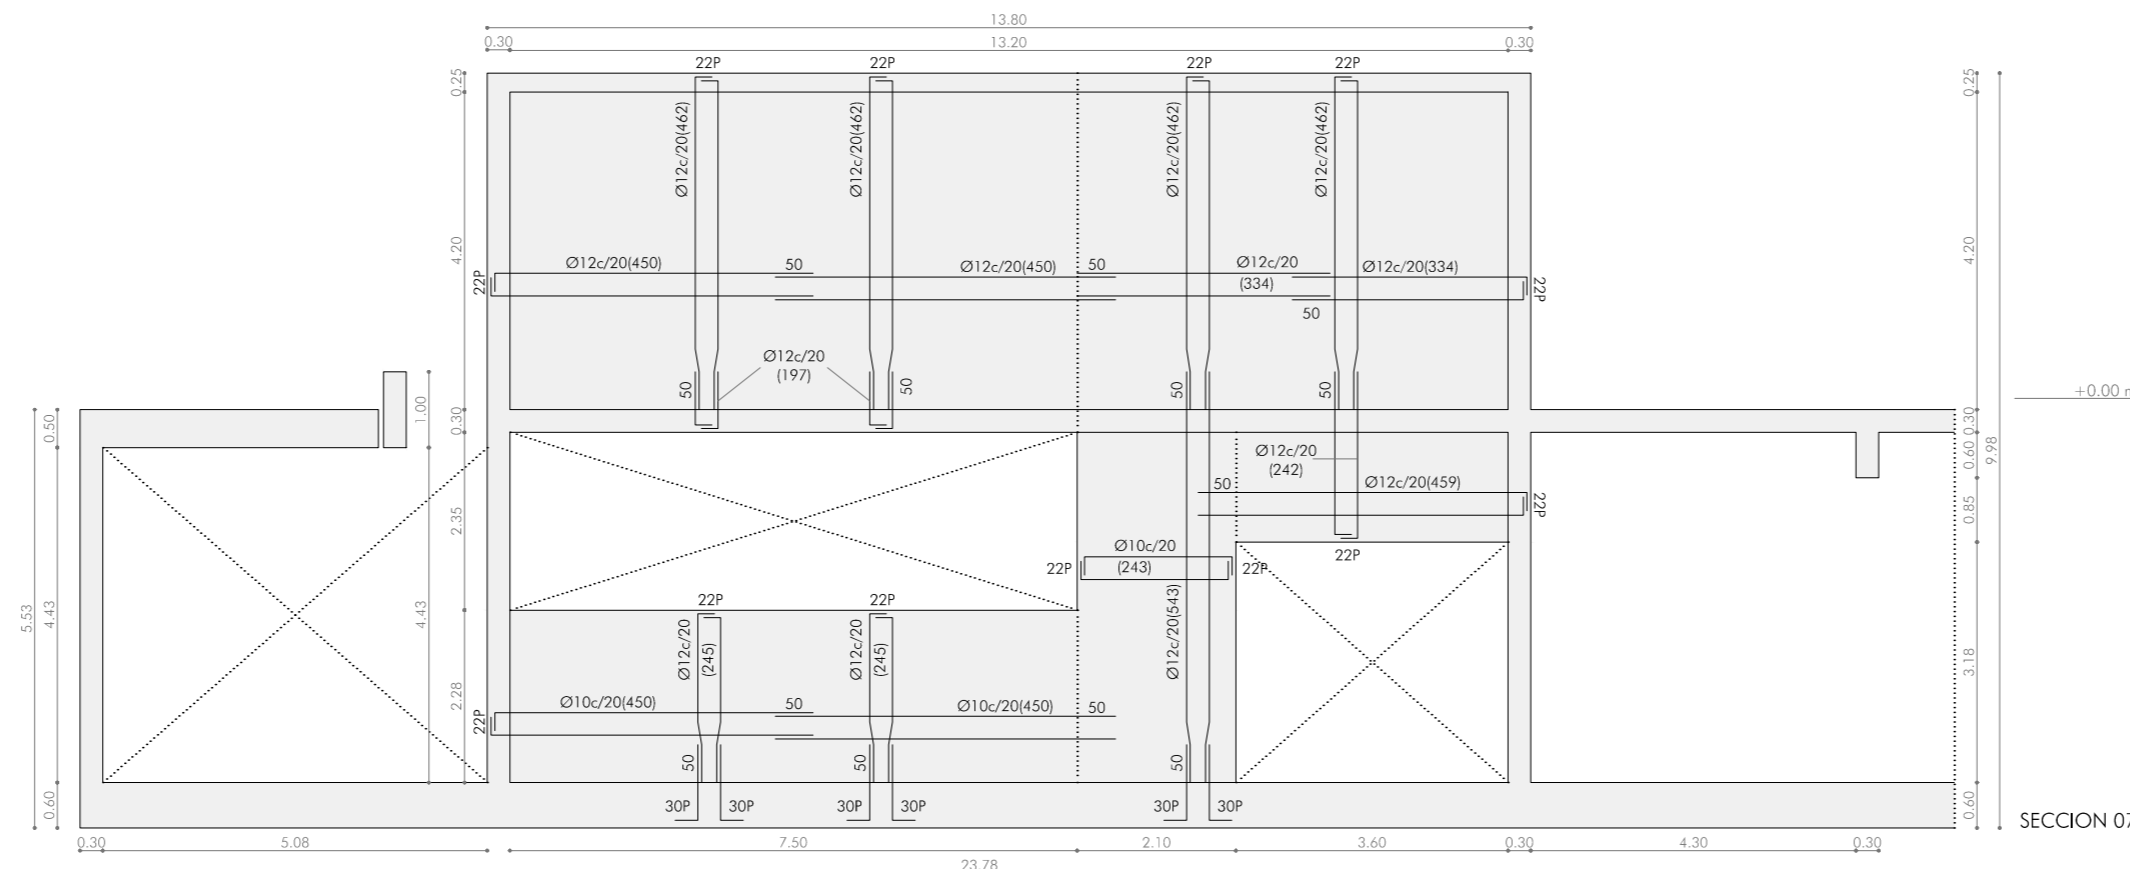 13.80
0.30
13.20
0.30
22P
22P
22P
22P
0.25
0.25
Ø12c/20(462)
Ø12c/20(462)
Ø12c/20(462)
Ø12c/20(462)
4.20
4.20
22P
Ø12c/20(450)
50
Ø12c/20(450)
50
Ø12c/20
(334)
Ø12c/20(334)
22P
50
Ø12c/20
(197)
50
50
50
50
+0.00
0.50
1.00
0.30
0.30
0.60
9.98
Ø12c/20
(242)
50
Ø12c/20(459)
22P
0.85
2.35
Ø10c/20
(243)
22P
22P
22P
5.53
4.43
4.43
22P
22P
Ø12c/20
(245)
Ø12c/20
(245)
Ø12c/20(543)
3.18
2.28
22P
Ø10c/20(450)
50
Ø10c/20(450)
50
50
50
50
0.60
30P
30P
30P
30P
30P
30P
0.60
SECCION 07
0.30
5.08
7.50
2.10
3.60
0.30
4.30
0.30
23.78